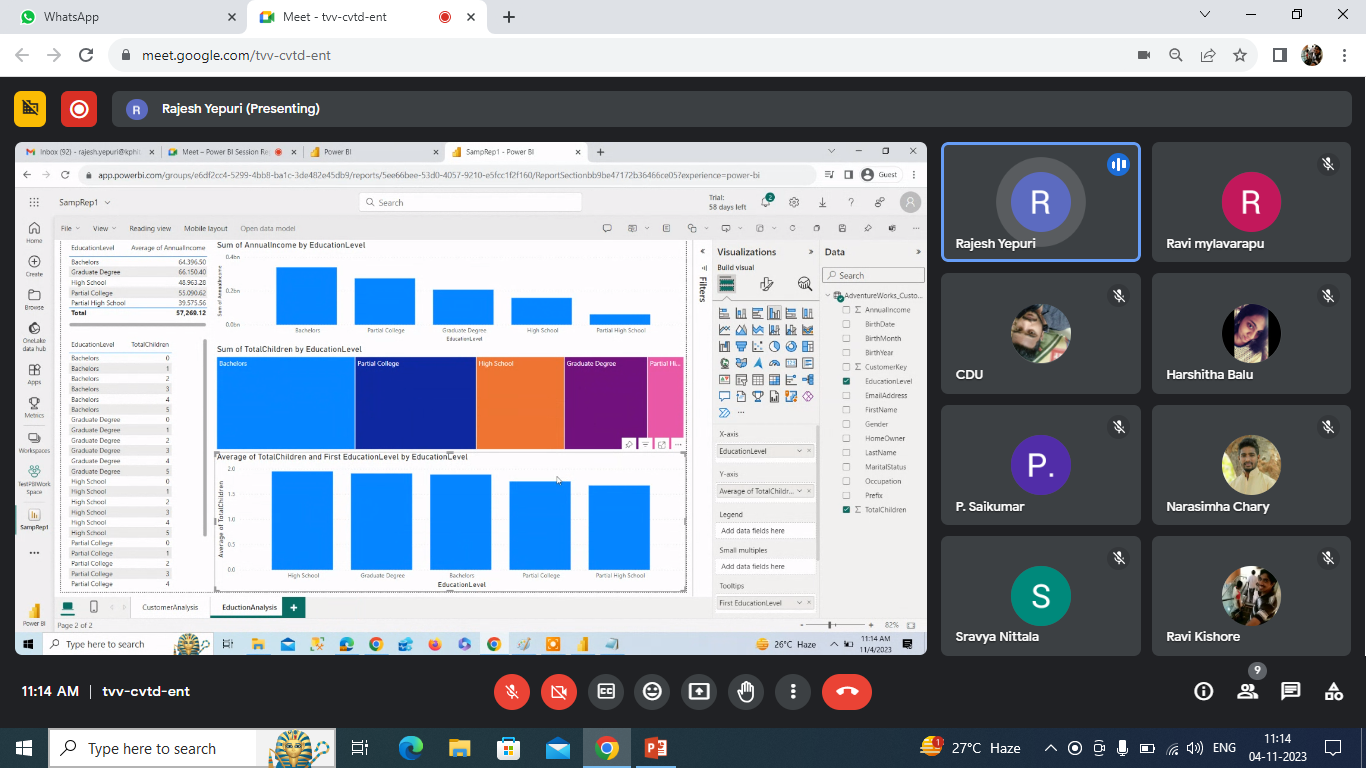 WhatsApp
Meet - tvv-cvtd-ent
meet.google.com/tvv-cvtd-ent
R
Rajesh Yepuri (Presenting)
Inbox (92) - rajesh.yepuri@kphi
Meet – Power BI Session Re
Power BI
SampRep1 - Power BI
app.powerbi.com/groups/e6df2cc4-5299-4bb8-ba1c-3de482e45db9/reports/5ee66bee-53d0-4057-9210-e5fcc1f2f160/ReportSectionbb9be47172b36466ce05?experience=power-bi
Guest
SampRep1
Search
Trial:
58 days left
2
File
View
Reading view
Mobile layout
Open data model
Home
Create
Browse
OneLake
data hub
Apps
Metrics
Workspaces
TestPBIWork
Space
SampRep1
Power BI
EducationLevel Average of AnnualIncome
Bachelors 64,396.50
Graduate Degree 66,150.40
High School 48,963.28
Partial College 55,090.62
Partial High School 39,575.56
Total 57,269.12
EducationLevel TotalChildren
Bachelors 0
Bachelors 1
Bachelors 2
Bachelors 3
Bachelors 4
Bachelors 5
Graduate Degree 0
Graduate Degree 1
Graduate Degree 2
Graduate Degree 3
Graduate Degree 4
Graduate Degree 5
High School 0
High School 1
High School 2
High School 3
High School 4
High School 5
Partial College 0
Partial College 1
Partial College 2
Partial College 3
Partial College 4
Sum of AnnualIncome by EducationLevel
Sum of AnnualIncome
0.4bn
0.2bn
0.0bn
Bachelors Partial College Graduate Degree High School Partial High School
EducationLevel
Sum of TotalChildren by EducationLevel
Bachelors Partial College High School Graduate Degree Partial Hi...
Average of TotalChildren and First EducationLevel by EducationLevel
Average of TotalChildren
2.0
1.5
1.0
0.5
0.0
High School Graduate Degree Bachelors Partial College Partial High School
EducationLevel
Filters
Visualizations
Build visual
X-axis
EducationLevel
Y-axis
Average of TotalChildr...
Legend
Add data fields here
Small multiples
Add data fields here
Tooltips
First EducationLevel
Data
Search
AdventureWorks_Custo...
AnnualIncome
BirthDate
BirthMonth
BirthYear
CustomerKey
EducationLevel
EmailAddress
FirstName
Gender
HomeOwner
LastName
MaritalStatus
Occupation
Prefix
TotalChildren
CustomerAnalysis
EductionAnalysis
Page 2 of 2
82%
Type here to search
26°C Haze
11:14 AM
11/4/2023
R
Rajesh Yepuri
R
Ravi mylavarapu
CDU
Harshitha Balu
P.
P. Saikumar
Narasimha Chary
S
Sravya Nittala
Ravi Kishore
11:14 AM | tvv-cvtd-ent
9
Type here to search
1
27°C Haze
ENG
11:14
04-11-2023